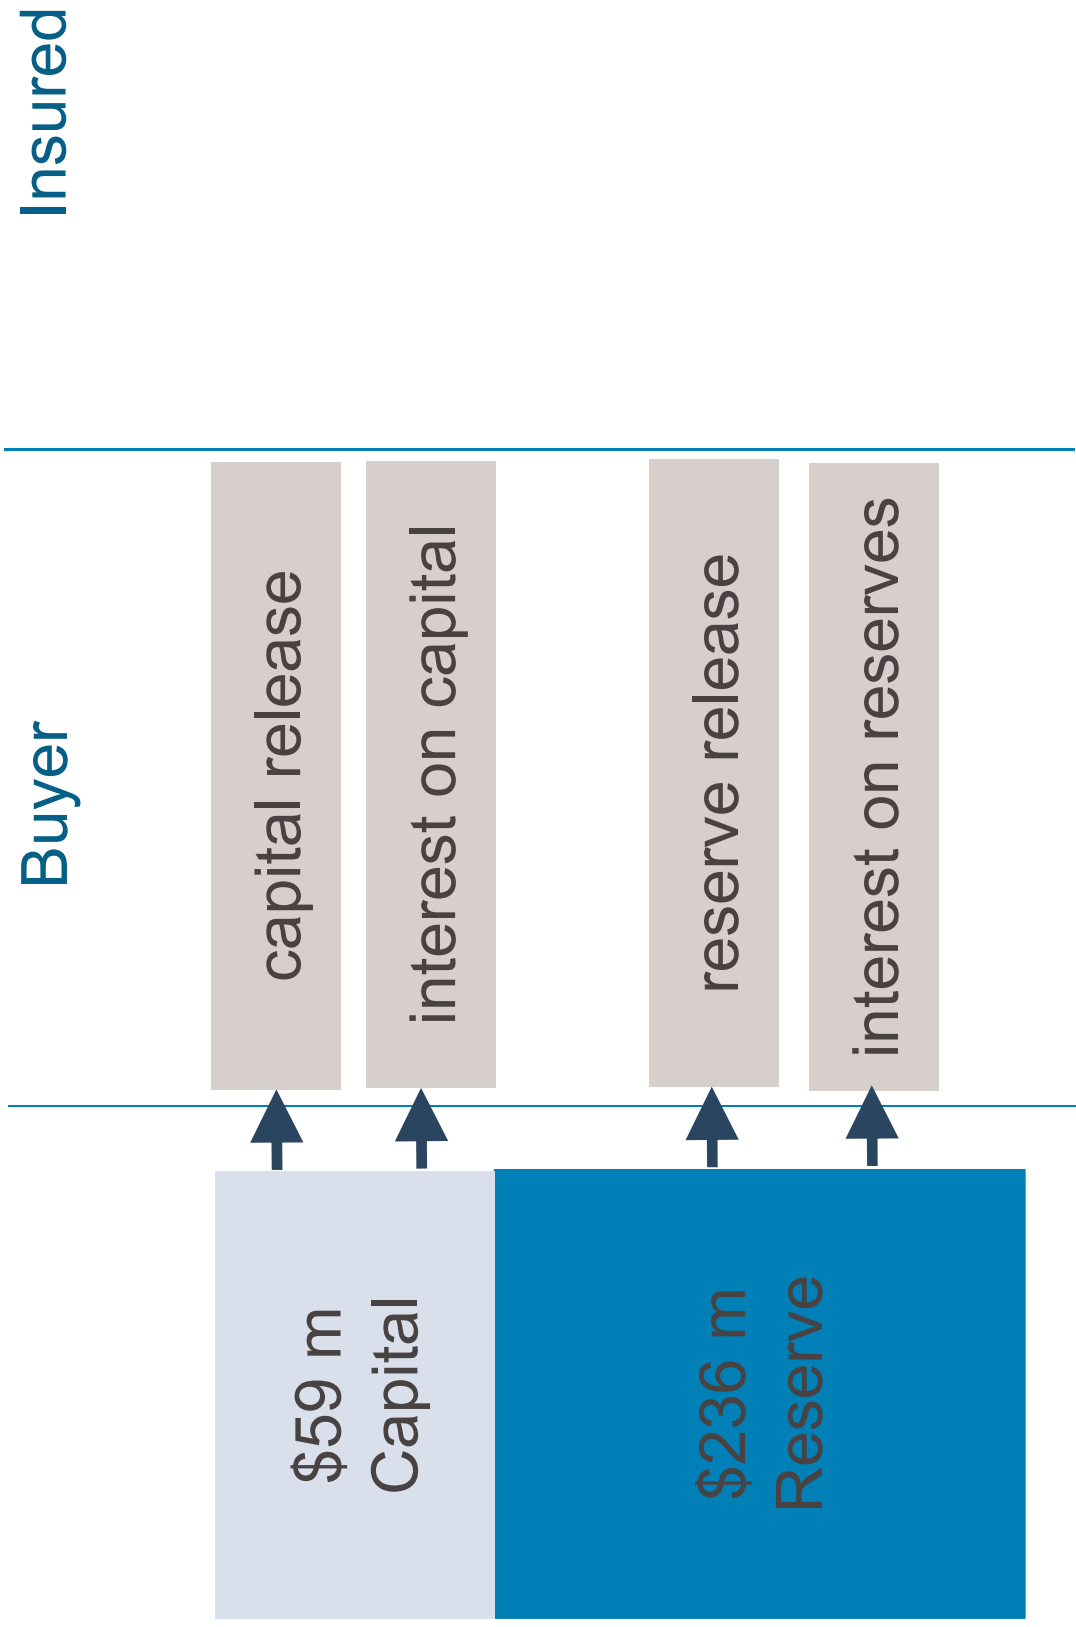 Buyer
Insured
$59 m
Capital
capital release
interest on capital
$236 m
Reserve
reserve release
interest on reserves